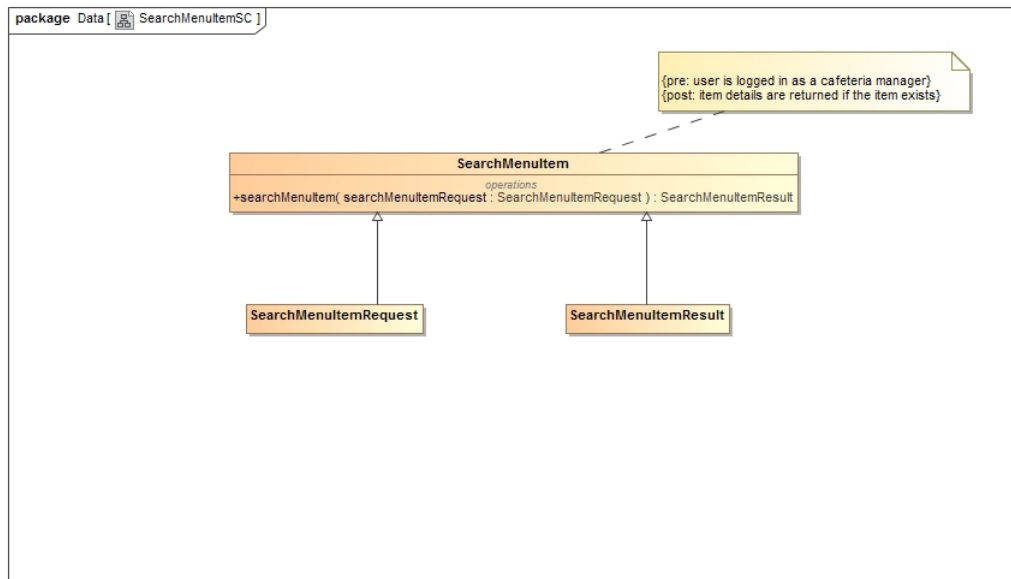 package Data [ SearchMenuItemSC ]
{pre: user is logged in as a cafeteria manager}
{post: item details are returned if the item exists}
SearchMenuItem
operations
+searchMenuItem( searchMenuItemRequest : SearchMenuItemRequest ) : SearchMenuItemResult
SearchMenuItemRequest
SearchMenuItemResult